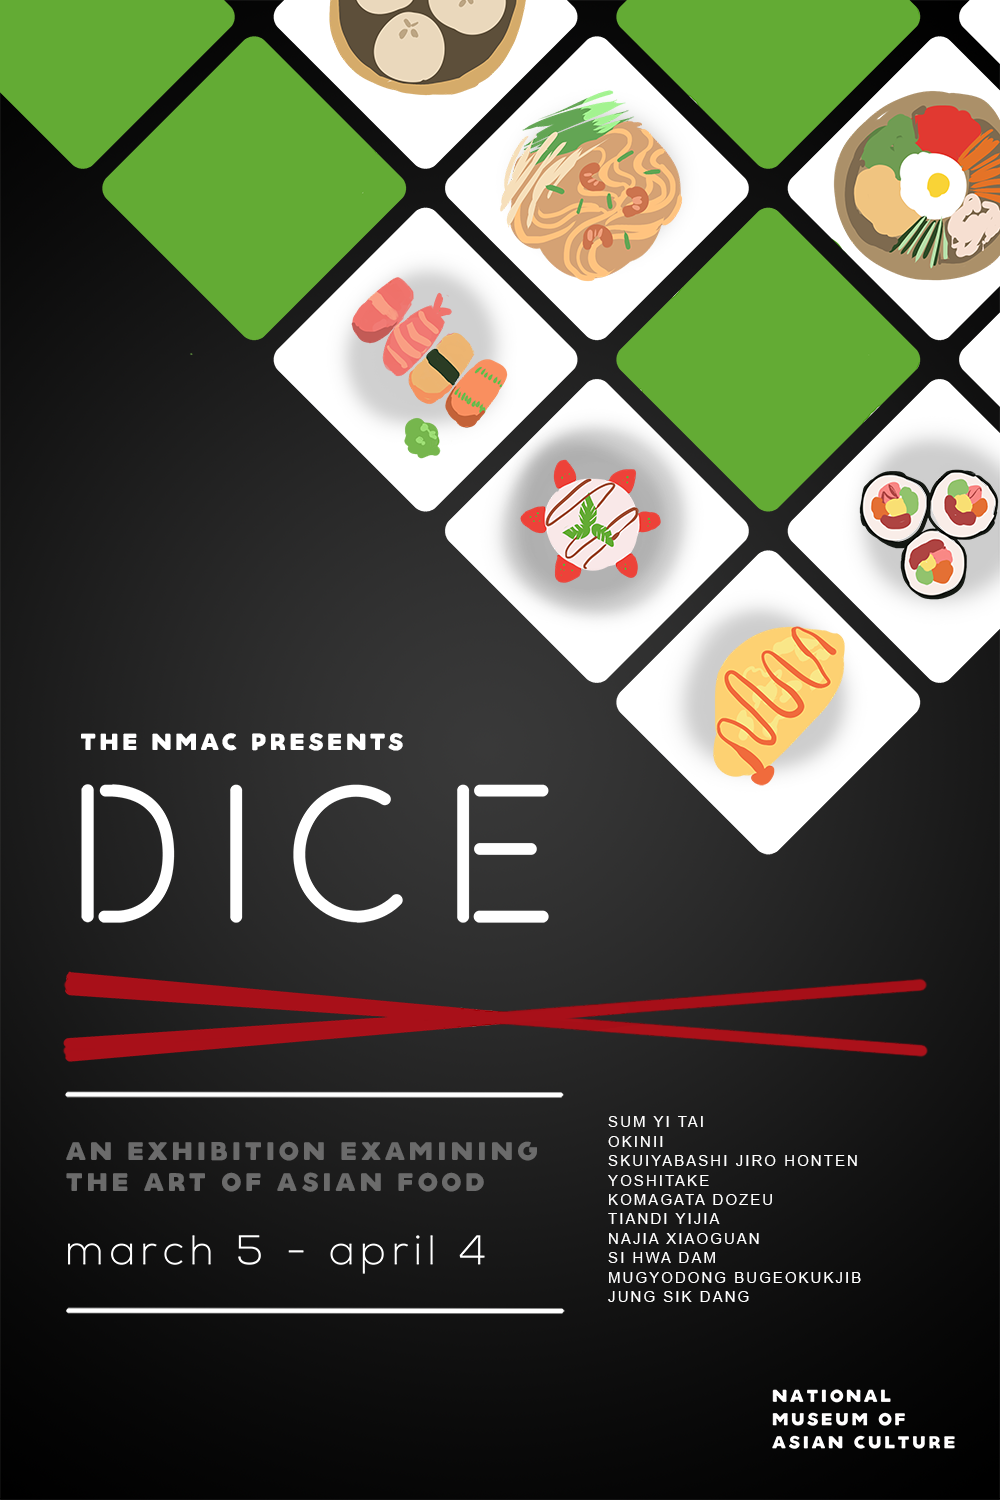 THE NMAC PRESENTS
DICE
AN EXHIBITION EXAMINING
THE ART OF ASIAN FOOD
march 5 - april 4
SUM YI TAI
OKINII
SKUIYABASHI JIRO HONTEN
YOSHITAKE
KOMAGATA DOZEU
TIANDI YIJIA
NAJIA XIAOGUAN
SI HWA DAM
MUGYODONG BUGEOKUKJIB
JUNG SIK DANG
NATIONAL
MUSEUM OF
ASIAN CULTURE